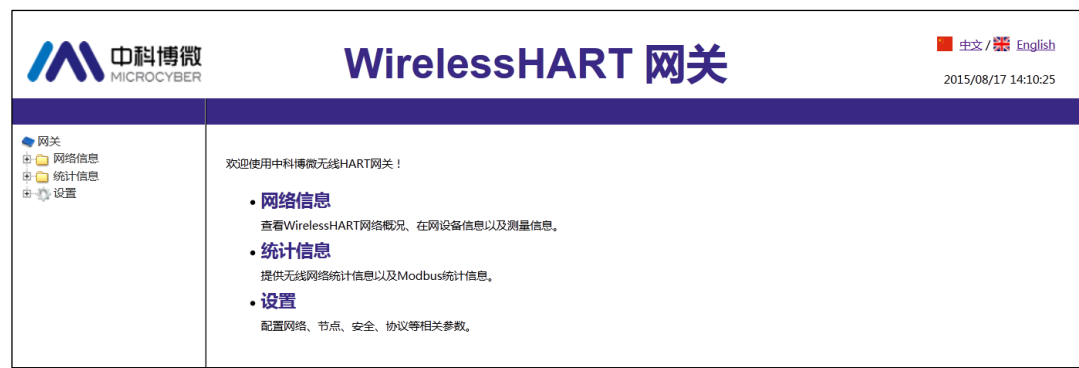 中科博微
MICROCYBER
WirelessHART 网关
中文 / English
2015/08/17 14:10:25
网关
网络信息
统计信息
设置
欢迎使用中科博微无线HART网关！
• 网络信息
查看WirelessHART网络概况、在网设备信息以及测量信息。
• 统计信息
提供无线网络统计信息以及Modbus统计信息。
• 设置
配置网络、节点、安全、协议等相关参数。